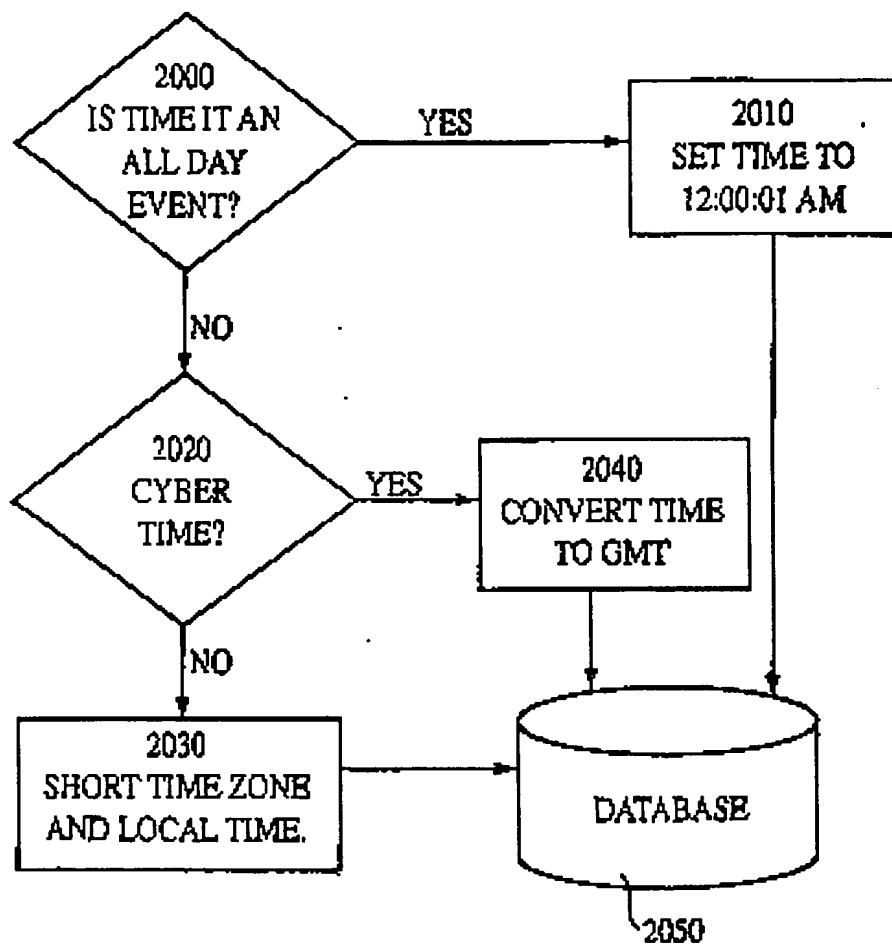 2000
IS TIME IT AN
ALL DAY
EVENT?
YES
2010
SET TIME TO
12:00:01 AM
NO
2020
CYBER
TIME?
YES
2040
CONVERT TIME
TO GMT
NO
2030
SHORT TIME ZONE
AND LOCAL TIME.
DATABASE
2050